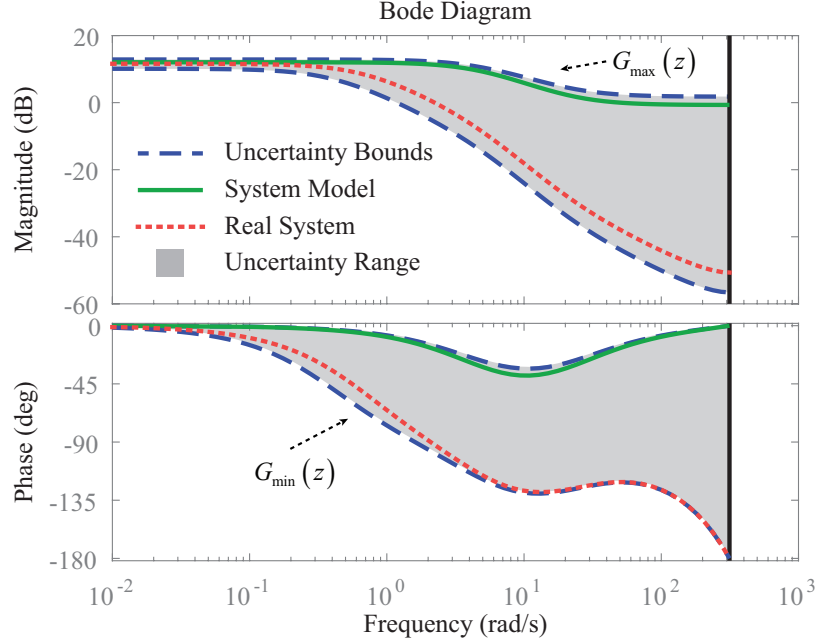 Bode Diagram
20
0
-20
-40
-60
Magnitude (dB)
G_max (z)
Uncertainty Bounds
System Model
Real System
Uncertainty Range
0
-45
-90
-135
-180
Phase (deg)
G_min (z)
10^-2
10^-1
10^0
10^1
10^2
10^3
Frequency (rad/s)